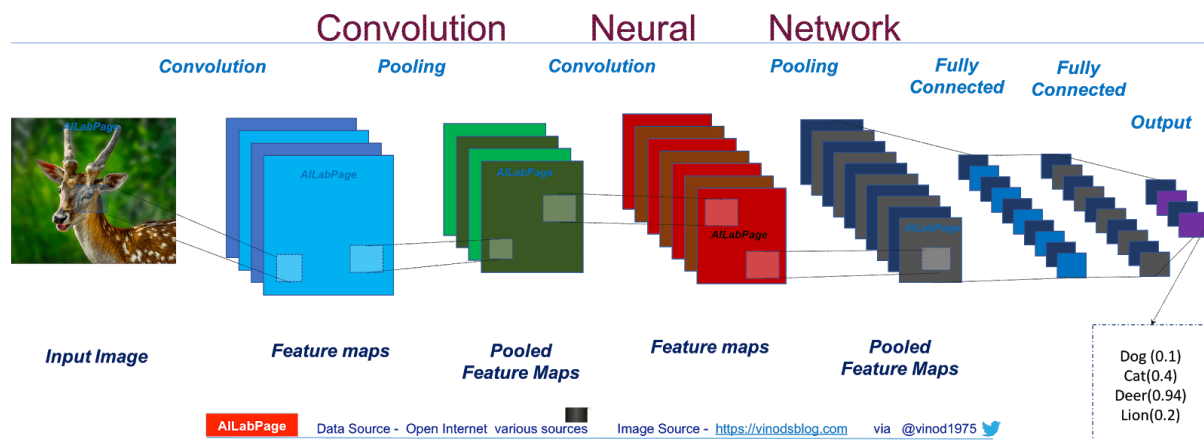 Convolution Neural Network
Convolution Pooling Convolution Pooling Fully Connected Fully Connected Output
AILabPage
AILabPage
AILabPage
AILabPage
AILabPage
Input Image
Feature maps
Pooled Feature Maps
Feature maps
Pooled Feature Maps
Dog (0.1)
Cat(0.4)
Deer(0.94)
Lion(0.2)
AILabPage Data Source - Open Internet various sources Image Source - https://vinodsblog.com via @vinod1975